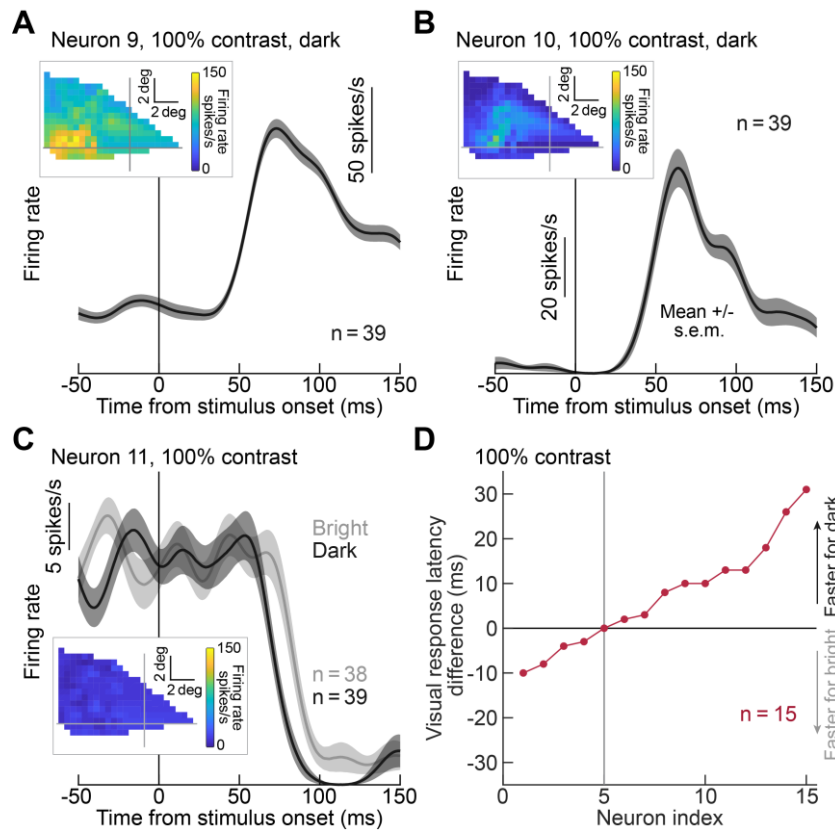 A
Neuron 9, 100% contrast, dark
150
Firing rate
spikes/s
0
2 deg
2 deg
50 spikes/s
Firing rate
n = 39
-50
0
50
100
150
Time from stimulus onset (ms)
B
Neuron 10, 100% contrast, dark
150
Firing rate
spikes/s
0
2 deg
2 deg
n = 39
Firing rate
20 spikes/s
Mean +/-
s.e.m.
-50
0
50
100
150
Time from stimulus onset (ms)
C
Neuron 11, 100% contrast
5 spikes/s
Bright
Dark
Firing rate
150
Firing rate
spikes/s
0
2 deg
2 deg
n = 38
n = 39
-50
0
50
100
150
Time from stimulus onset (ms)
D
100% contrast
Visual response latency
difference (ms)
30
20
10
0
-10
-20
-30
Faster for dark
Faster for bright
n = 15
0
5
10
15
Neuron index